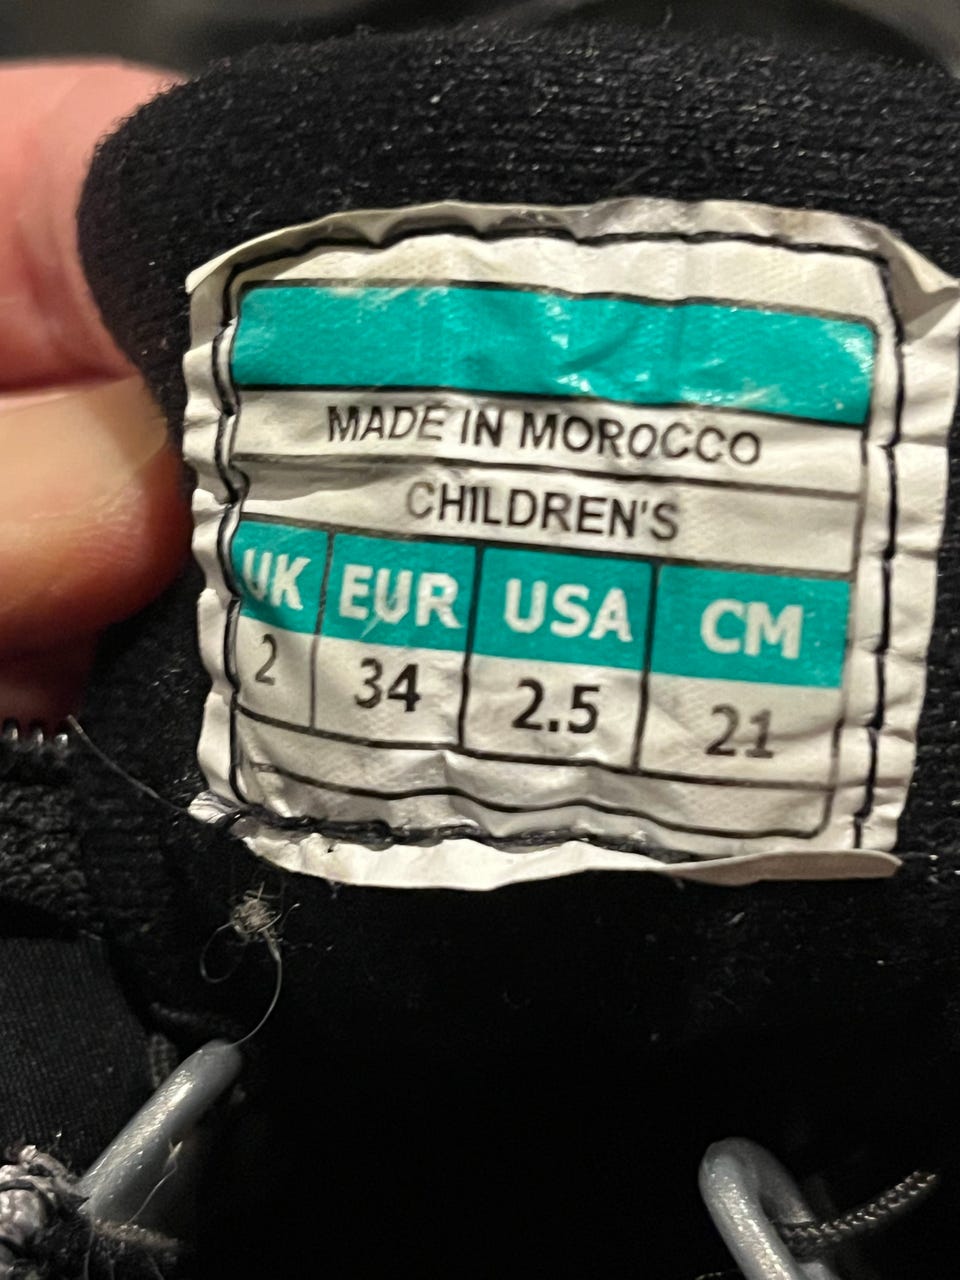 MADE IN MOROCCO
CHILDREN'S
UK EUR USA CM
2 34 2.5 21